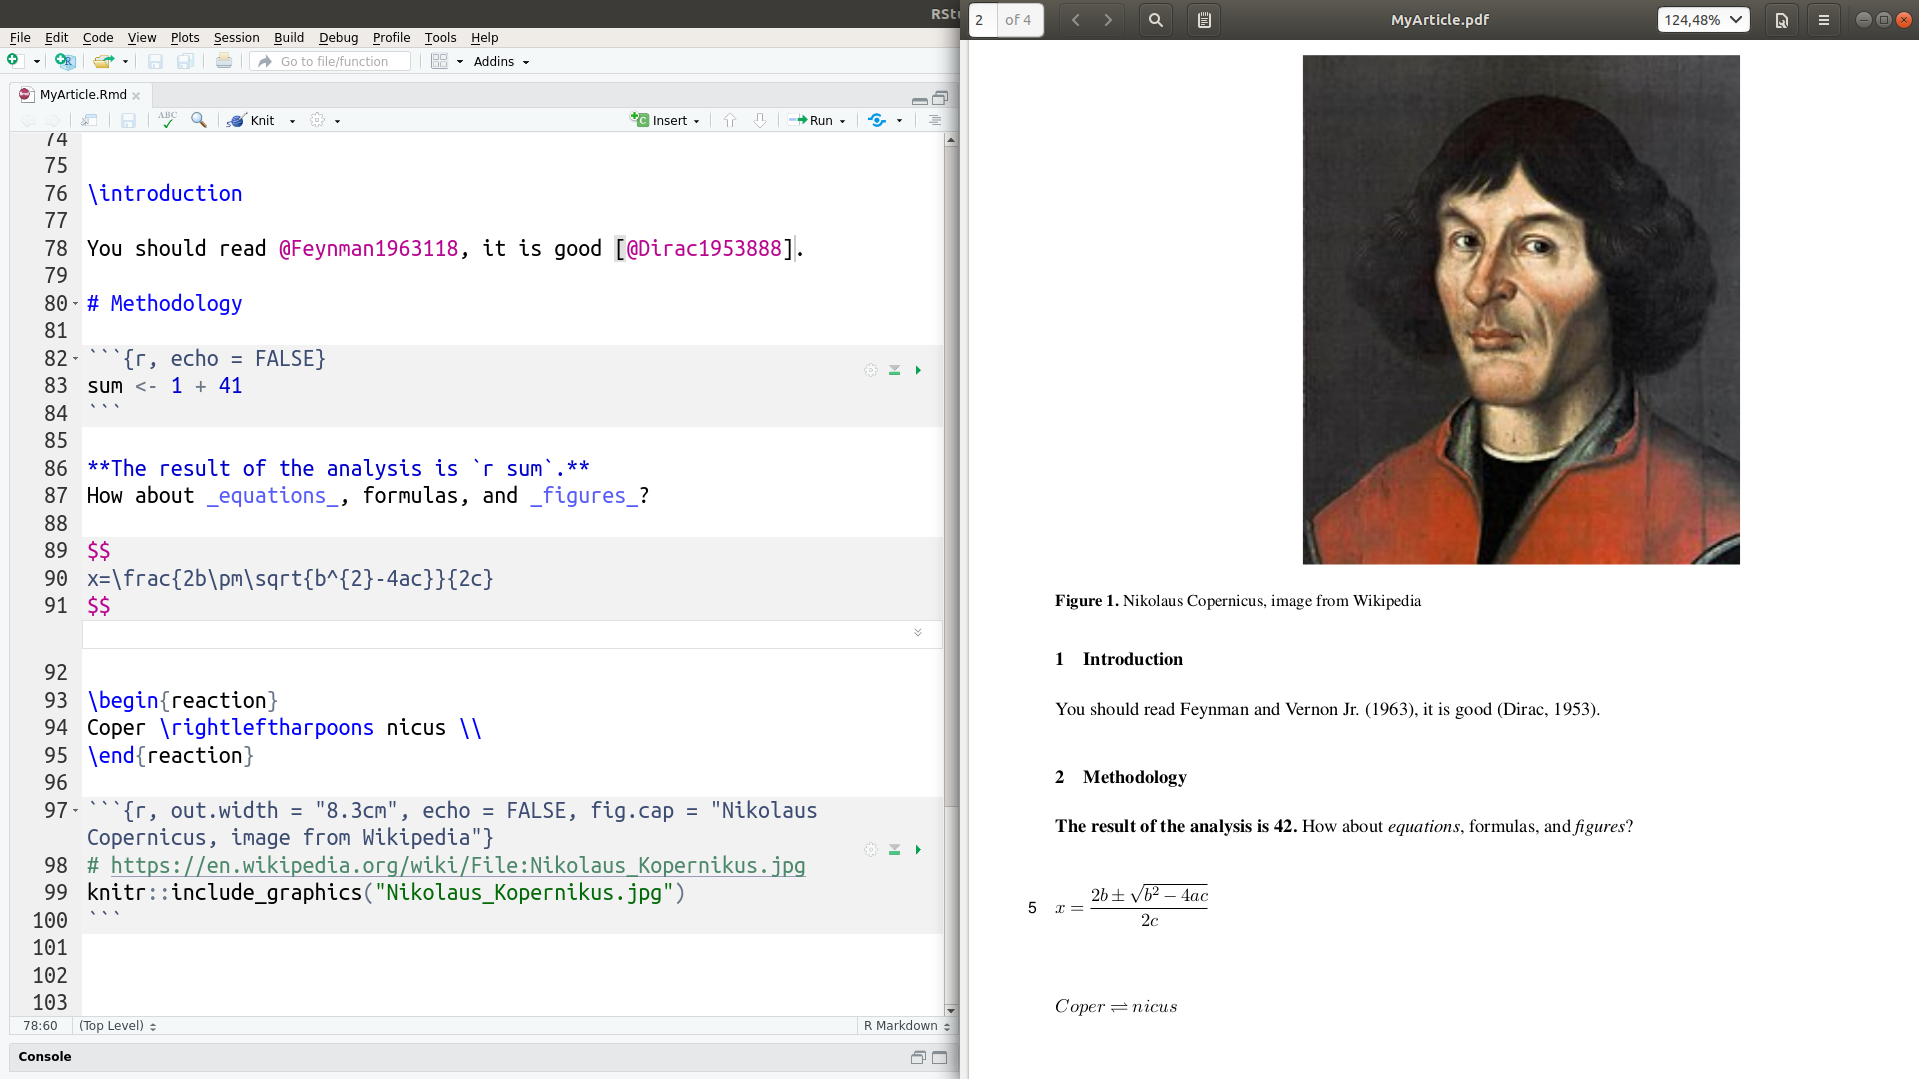 RStu
File Edit Code View Plots Session Build Debug Profile Tools Help
Go to file/function
Addins
MyArticle.Rmd
ABC
Knit
Insert
Run
74
75
76 \introduction
77
78 You should read @Feynman1963118, it is good [@Dirac1953888].
79
80 # Methodology
81
82 ```{r, echo = FALSE}
83 sum <- 1 + 41
84 ```
85
86 **The result of the analysis is `r sum`.**
87 How about _equations_, formulas, and _figures_?
88
89 $$
90 x=\frac{2b\pm\sqrt{b^{2}-4ac}}{2c}
91 $$
92
93 \begin{reaction}
94 Coper \rightleftharpoons nicus \\
95 \end{reaction}
96
97 ```{r, out.width = "8.3cm", echo = FALSE, fig.cap = "Nikolaus
Copernicus, image from Wikipedia"}
98 # https://en.wikipedia.org/wiki/File:Nikolaus_Kopernikus.jpg
99 knitr::include_graphics("Nikolaus_Kopernikus.jpg")
100 ```
101
102
103
78:60 (Top Level) R Markdown
Console
2 of 4 MyArticle.pdf 124,48%
Figure 1. Nikolaus Copernicus, image from Wikipedia
1 Introduction
You should read Feynman and Vernon Jr. (1963), it is good (Dirac, 1953).
2 Methodology
The result of the analysis is 42. How about equations, formulas, and figures?
5 x = 2b ± √b² − 4ac / 2c
Coper ⇌ nicus